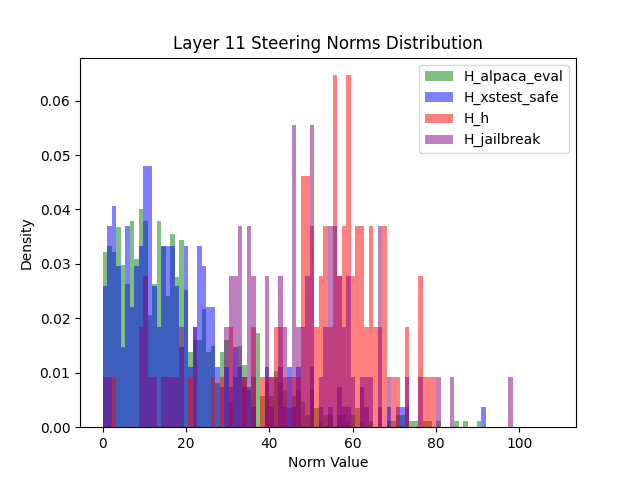 Layer 11 Steering Norms Distribution
H_alpaca_eval
H_xstest_safe
H_h
H_jailbreak
0.06
0.05
0.04
0.03
0.02
0.01
0.00
Density
0
20
40
60
80
100
Norm Value